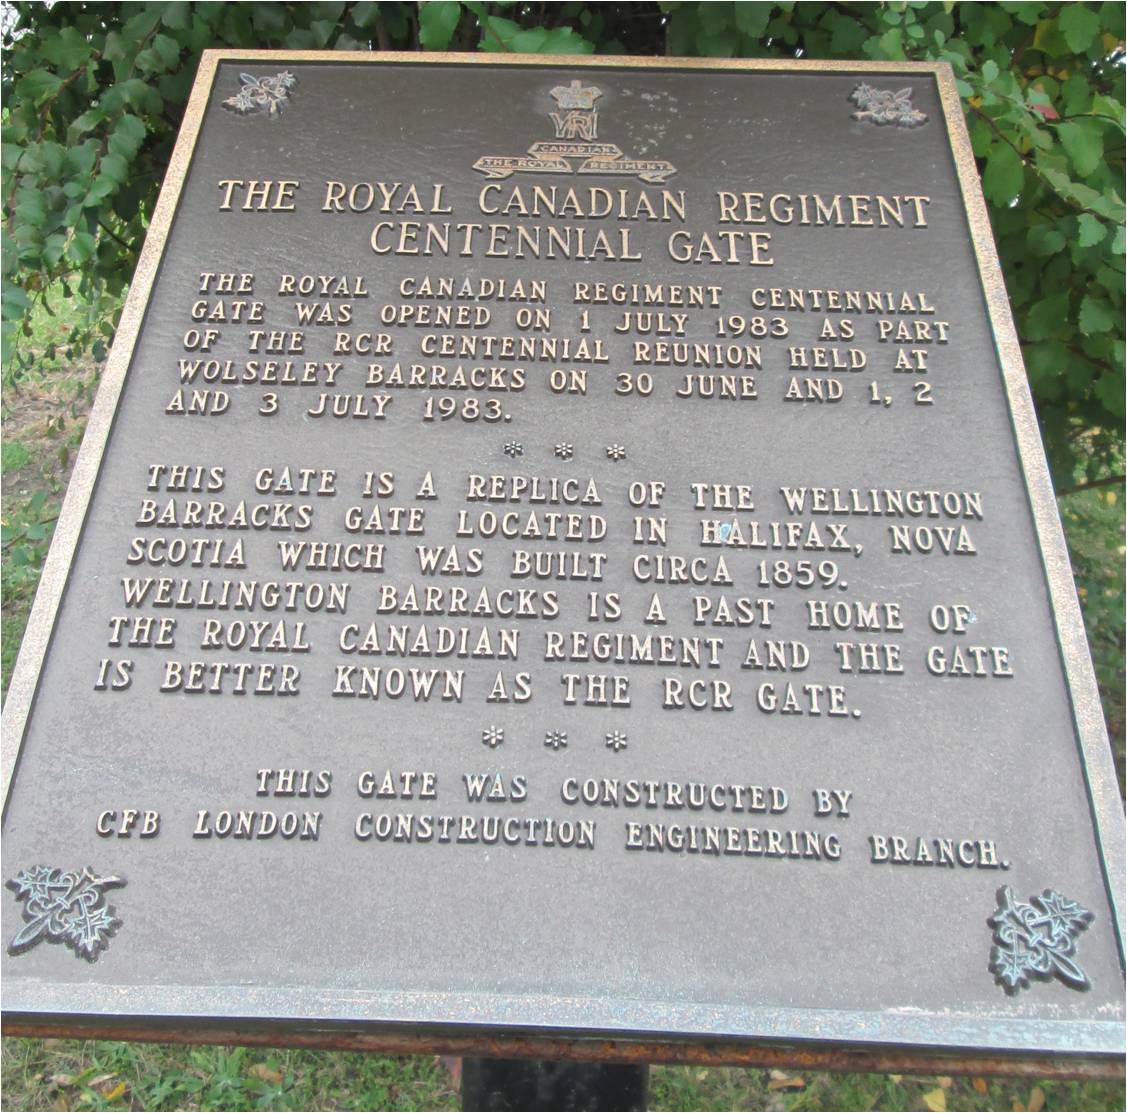 VRI
CANADIAN
THE ROYAL REGIMENT
THE ROYAL CANADIAN REGIMENT
CENTENNIAL GATE
THE ROYAL CANADIAN REGIMENT CENTENNIAL
GATE WAS OPENED ON 1 JULY 1983 AS PART
OF THE RCR CENTENNIAL REUNION HELD AT
WOLSELEY BARRACKS ON 30 JUNE AND 1, 2
AND 3 JULY 1983.
* * *
THIS GATE IS A REPLICA OF THE WELLINGTON
BARRACKS GATE LOCATED IN HALIFAX, NOVA
SCOTIA WHICH WAS BUILT CIRCA 1859.
WELLINGTON BARRACKS IS A PAST HOME OF
THE ROYAL CANADIAN REGIMENT AND THE GATE
IS BETTER KNOWN AS THE RCR GATE.
* * *
THIS GATE WAS CONSTRUCTED BY
CFB LONDON CONSTRUCTION ENGINEERING BRANCH.